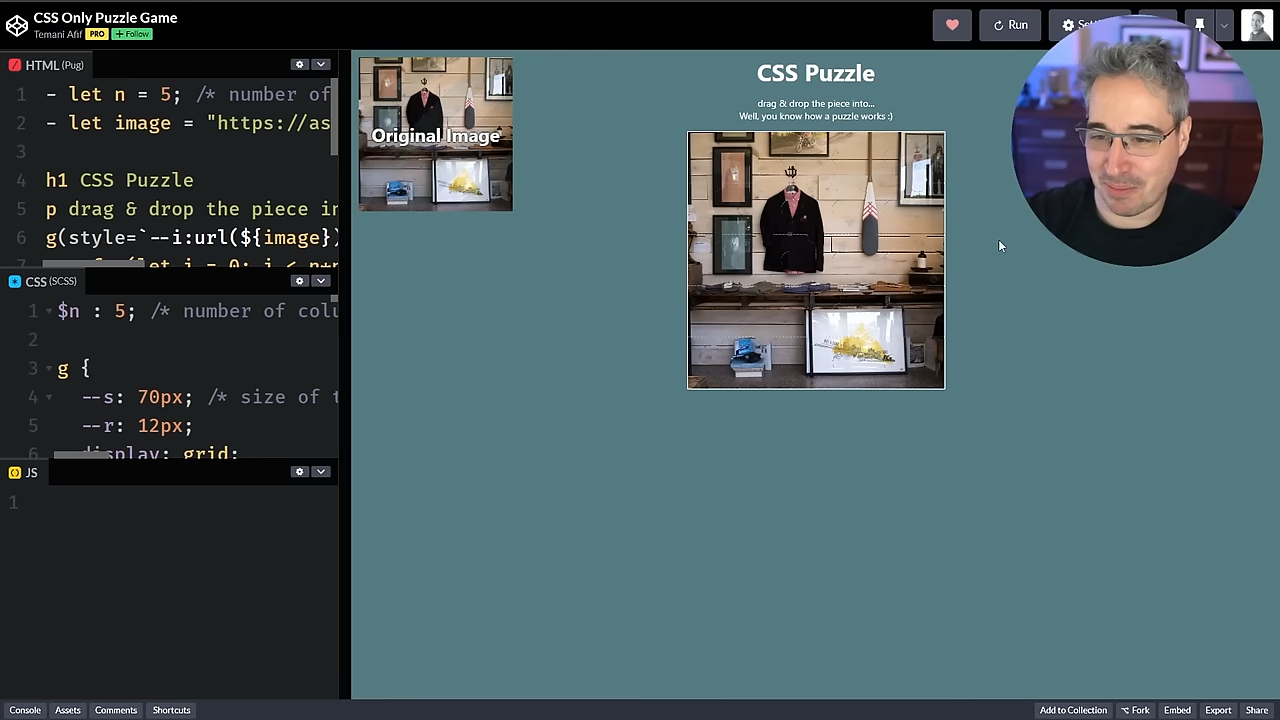 CSS Only Puzzle Game
Temani Afif PRO + Follow
Run
HTML (Pug)
1 - let n = 5; /* number of
2 - let image = "https://as
3
4 h1 CSS Puzzle
5 p drag & drop the piece in
6 g(style=`--i:url(${image})
CSS (SCSS)
1 $n : 5; /* number of colu
2
3 g {
4 --s: 70px; /* size of t
5 --r: 12px;
6 display: grid;
JS
1
Original Image
CSS Puzzle
drag & drop the piece into...
Well, you know how a puzzle works :)
Console Assets Comments Shortcuts
Add to Collection Fork Embed Export Share